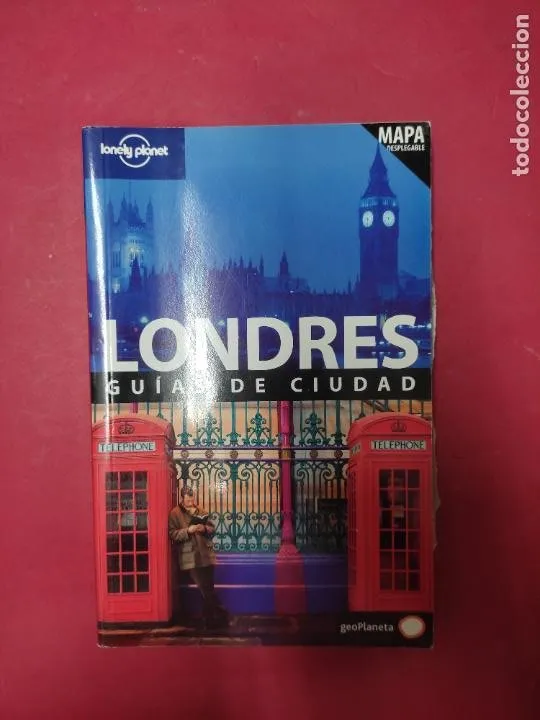 lonely planet
MAPA
DESPLEGABLE
LONDRES
GUÍAS DE CIUDAD
TELEPHONE
TELEPHONE
geoPlaneta
todocoleccion